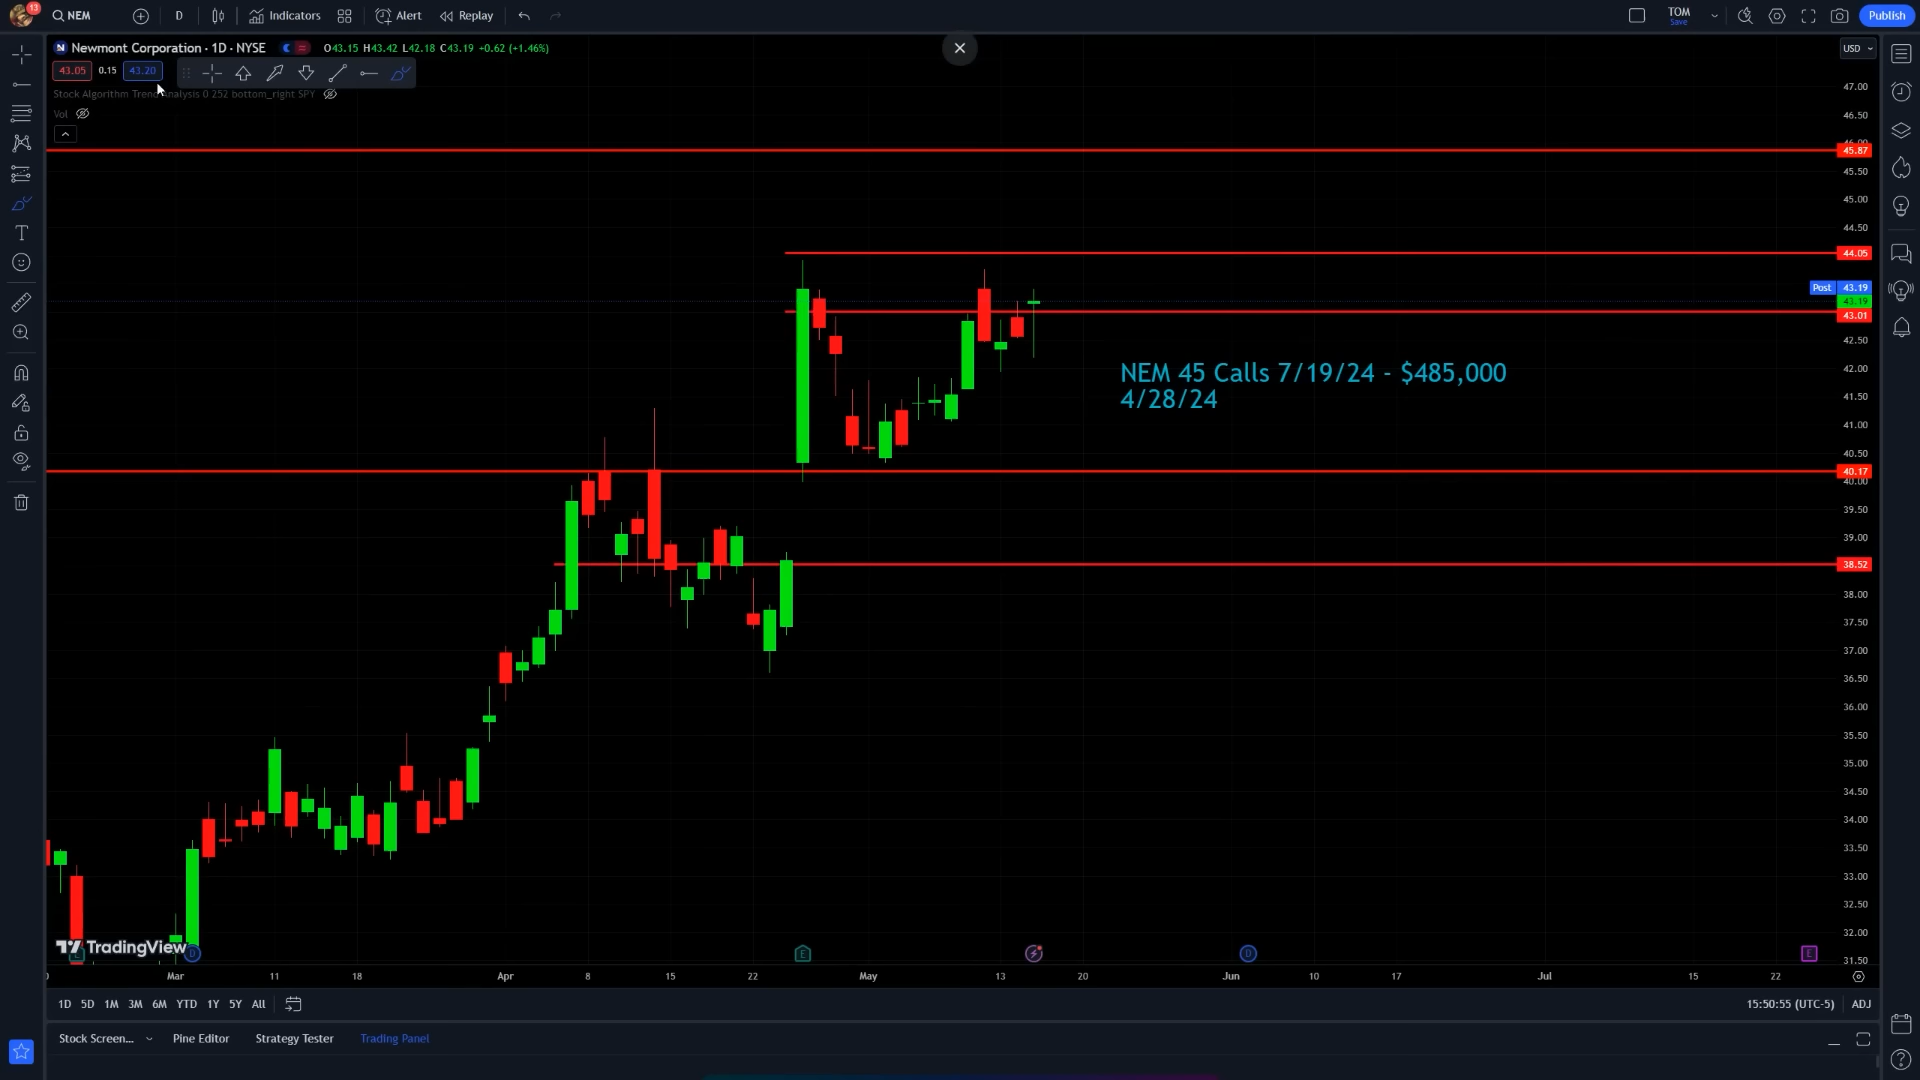 13
NEM
D
Indicators
Alert
Replay
TOM
Save
Publish
N
Newmont Corporation · 1D · NYSE
O43.15 H43.42 L42.18 C43.19 +0.62 (+1.46%)
USD
43.05 0.15 43.20
Stock Algorithm Trend Analysis 0 252 bottom_right SPY
Vol
47.00
46.50
46.00
45.87
45.50
45.00
44.50
44.05
Post 43.19
43.19
43.01
42.50
42.00
41.50
41.00
40.50
40.17
40.00
39.50
39.00
38.52
38.00
37.50
37.00
36.50
36.00
35.50
35.00
34.50
34.00
33.50
33.00
32.50
32.00
31.50
NEM 45 Calls 7/19/24 - $485,000
4/28/24
TradingView
E
D
E
D
E
Mar 11 18 Apr 8 15 22 May 13 20 Jun 10 17 Jul 15 22
1D 5D 1M 3M 6M YTD 1Y 5Y All
15:50:55 (UTC-5) ADJ
Stock Screen... Pine Editor Strategy Tester Trading Panel